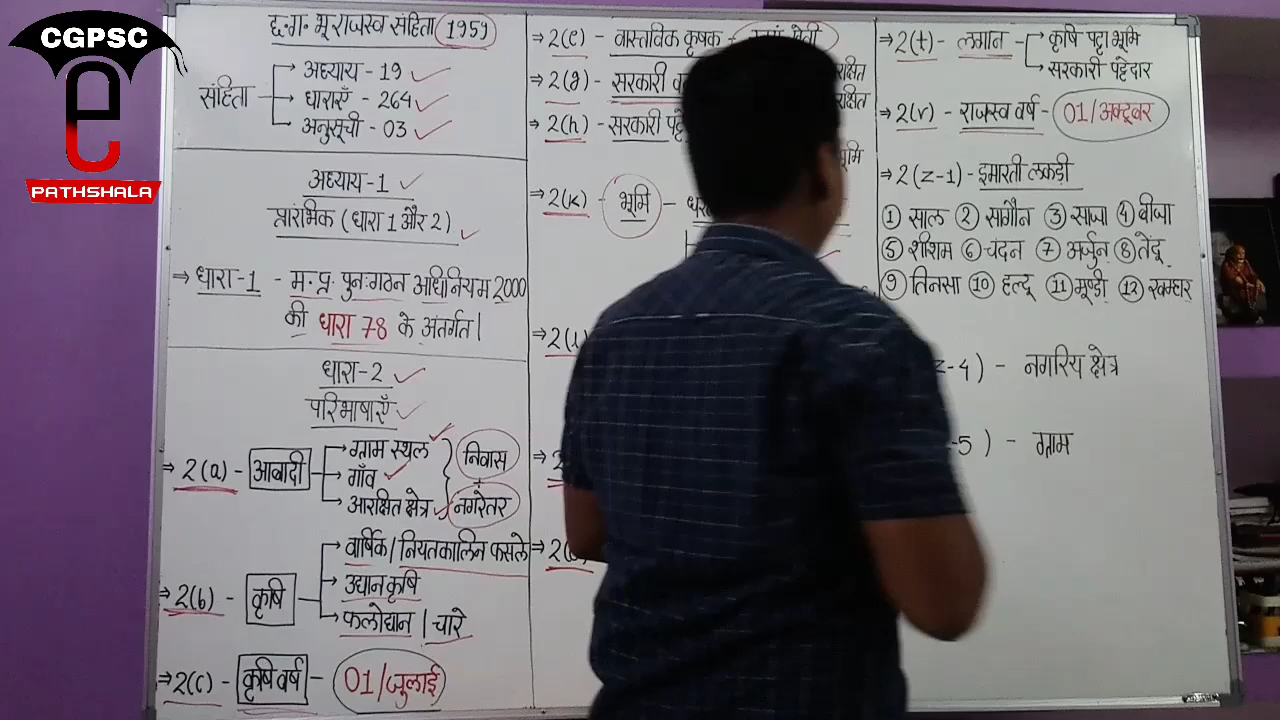 CGPSC
e
PATHSHALA
छ.ग. भू राजस्व संहिता 1959
संहिता
अध्याय - 19
धाराएँ - 264
अनुसूची - 03
अध्याय-1
प्रारंभिक (धारा 1 और 2)
⇒ धारा-1 - म.प्र. पुनःगठन अधिनियम 2000
की धारा 78 के अंतर्गत।
धारा-2
परिभाषाएँ
⇒ 2(a) - आबादी
ग्राम स्थल
गाँव
आरक्षित क्षेत्र
निवास
+
नगरेतर
⇒ 2(b) - कृषि
वार्षिक / नियतकालिन फसले
उद्यान कृषि
फलोद्यान / चारे
⇒ 2(c) - कृषि वर्ष - 01/जुलाई
⇒ 2(e) - वास्तविक कृषक -
⇒ 2(g) - सरकारी
⇒ 2(h) - सरकारी पट्टे
⇒ 2(k) - भूमि -
⇒ 2(t) - लगान
कृषि पट्टा भूमि
सरकारी पट्टेदार
⇒ 2(r) - राजस्व वर्ष - 01/अक्टूबर
⇒ 2(z-1) - इमारती लकड़ी
① साल ② सागौन ③ साजा ④ बीजा
⑤ शीशम ⑥ चंदन ⑦ अर्जुन ⑧ तेंदू
⑨ तिनसा ⑩ हल्दू ⑪ मूण्डी ⑫ खम्हार
z-4) - नगरिय क्षेत्र
-5) - ग्राम